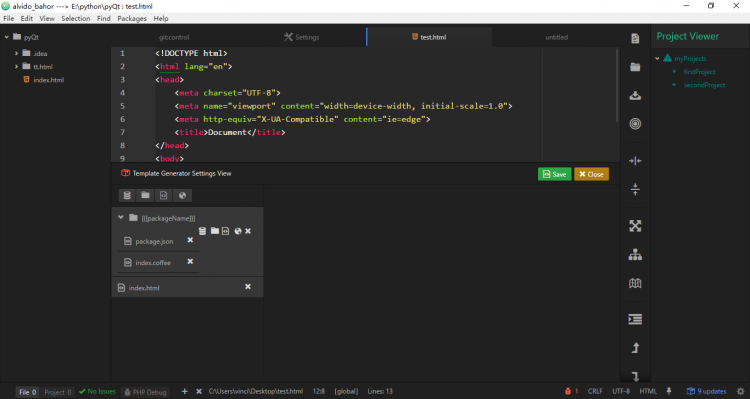 alvido_bahor ---> E:\python\pyQt : test.html
File Edit View Selection Find Packages Help
pyQt
.idea
tt.html
index.html
gitcontrol
Settings
test.html
untitled
1 <!DOCTYPE html>
2 <html lang="en">
3 <head>
4 <meta charset="UTF-8">
5 <meta name="viewport" content="width=device-width, initial-scale=1.0">
6 <meta http-equiv="X-UA-Compatible" content="ie=edge">
7 <title>Document</title>
8 </head>
9 <body>
Template Generator Settings View
Save
Close
{{{packageName}}}
package.json
index.coffee
index.html
Project Viewer
myProjects
firstProject
secondProject
File 0 Project 0 No Issues PHP Debug C:\Users\vinci\Desktop\test.html 12:8 [global] Lines: 13 1 CRLF UTF-8 HTML 9 updates